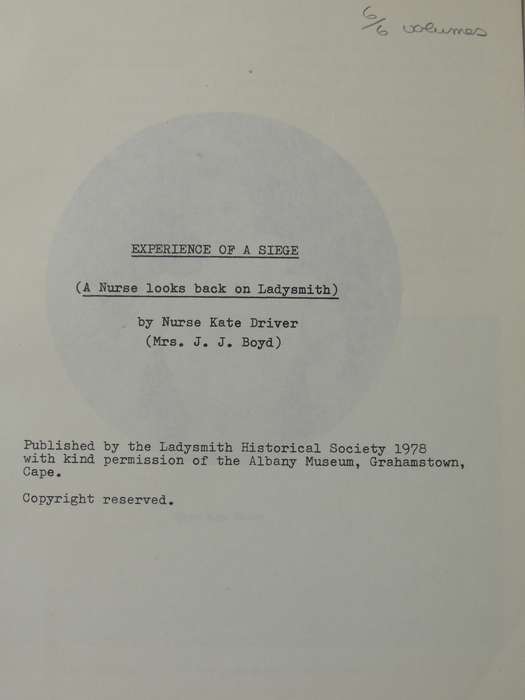 6/6 volumes
EXPERIENCE OF A SIEGE
(A Nurse looks back on Ladysmith)
by Nurse Kate Driver
(Mrs. J. J. Boyd)
Published by the Ladysmith Historical Society 1978
with kind permission of the Albany Museum, Grahamstown,
Cape.
Copyright reserved.